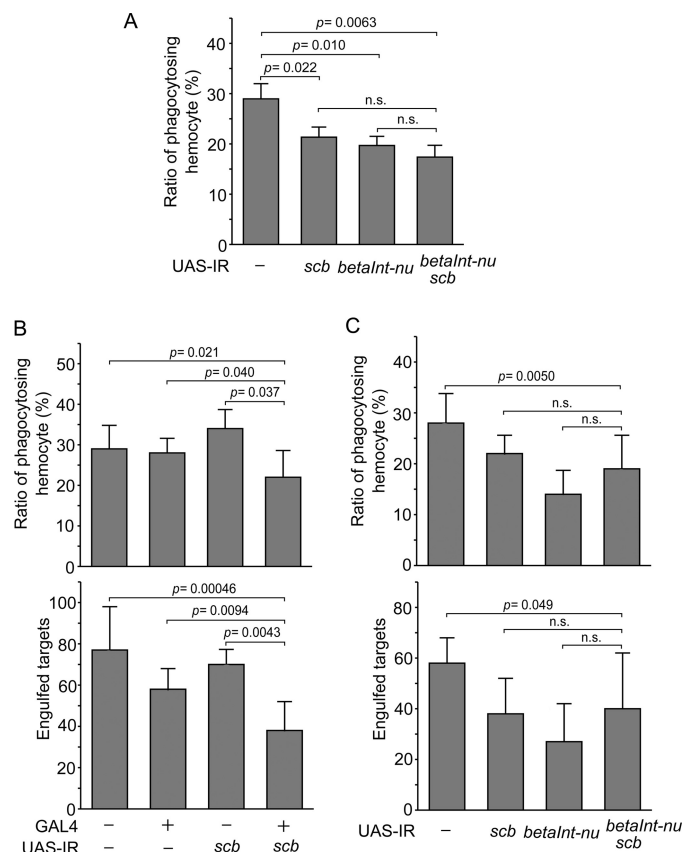 A
Ratio of phagocytosing
hemocyte (%)
40
30
20
10
0
p= 0.0063
p= 0.010
p= 0.022
n.s.
n.s.
UAS-IR
–
scb
betaInt-nu
betaInt-nu
scb
B
Ratio of phagocytosing
hemocyte (%)
50
40
30
20
10
0
p= 0.021
p= 0.040
p= 0.037
Engulfed targets
100
80
60
40
20
0
p= 0.00046
p= 0.0094
p= 0.0043
GAL4
–
+
–
+
UAS-IR
–
–
scb
scb
C
Ratio of phagocytosing
hemocyte (%)
40
30
20
10
0
p= 0.0050
n.s.
n.s.
Engulfed targets
80
60
40
20
0
p= 0.049
n.s.
n.s.
UAS-IR
–
scb
betaInt-nu
betaInt-nu
scb